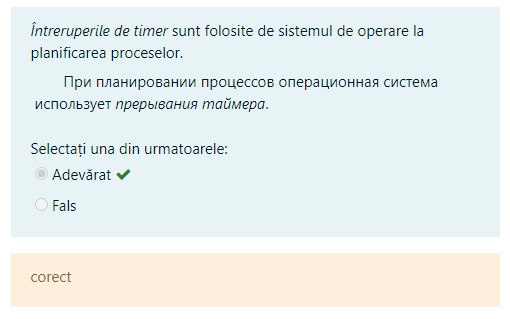 Întreruperile de timer sunt folosite de sistemul de operare la
planificarea proceselor.
При планировании процессов операционная система
использует прерывания таймера.
Selectați una din urmatoarele:
Adevărat
Fals
corect